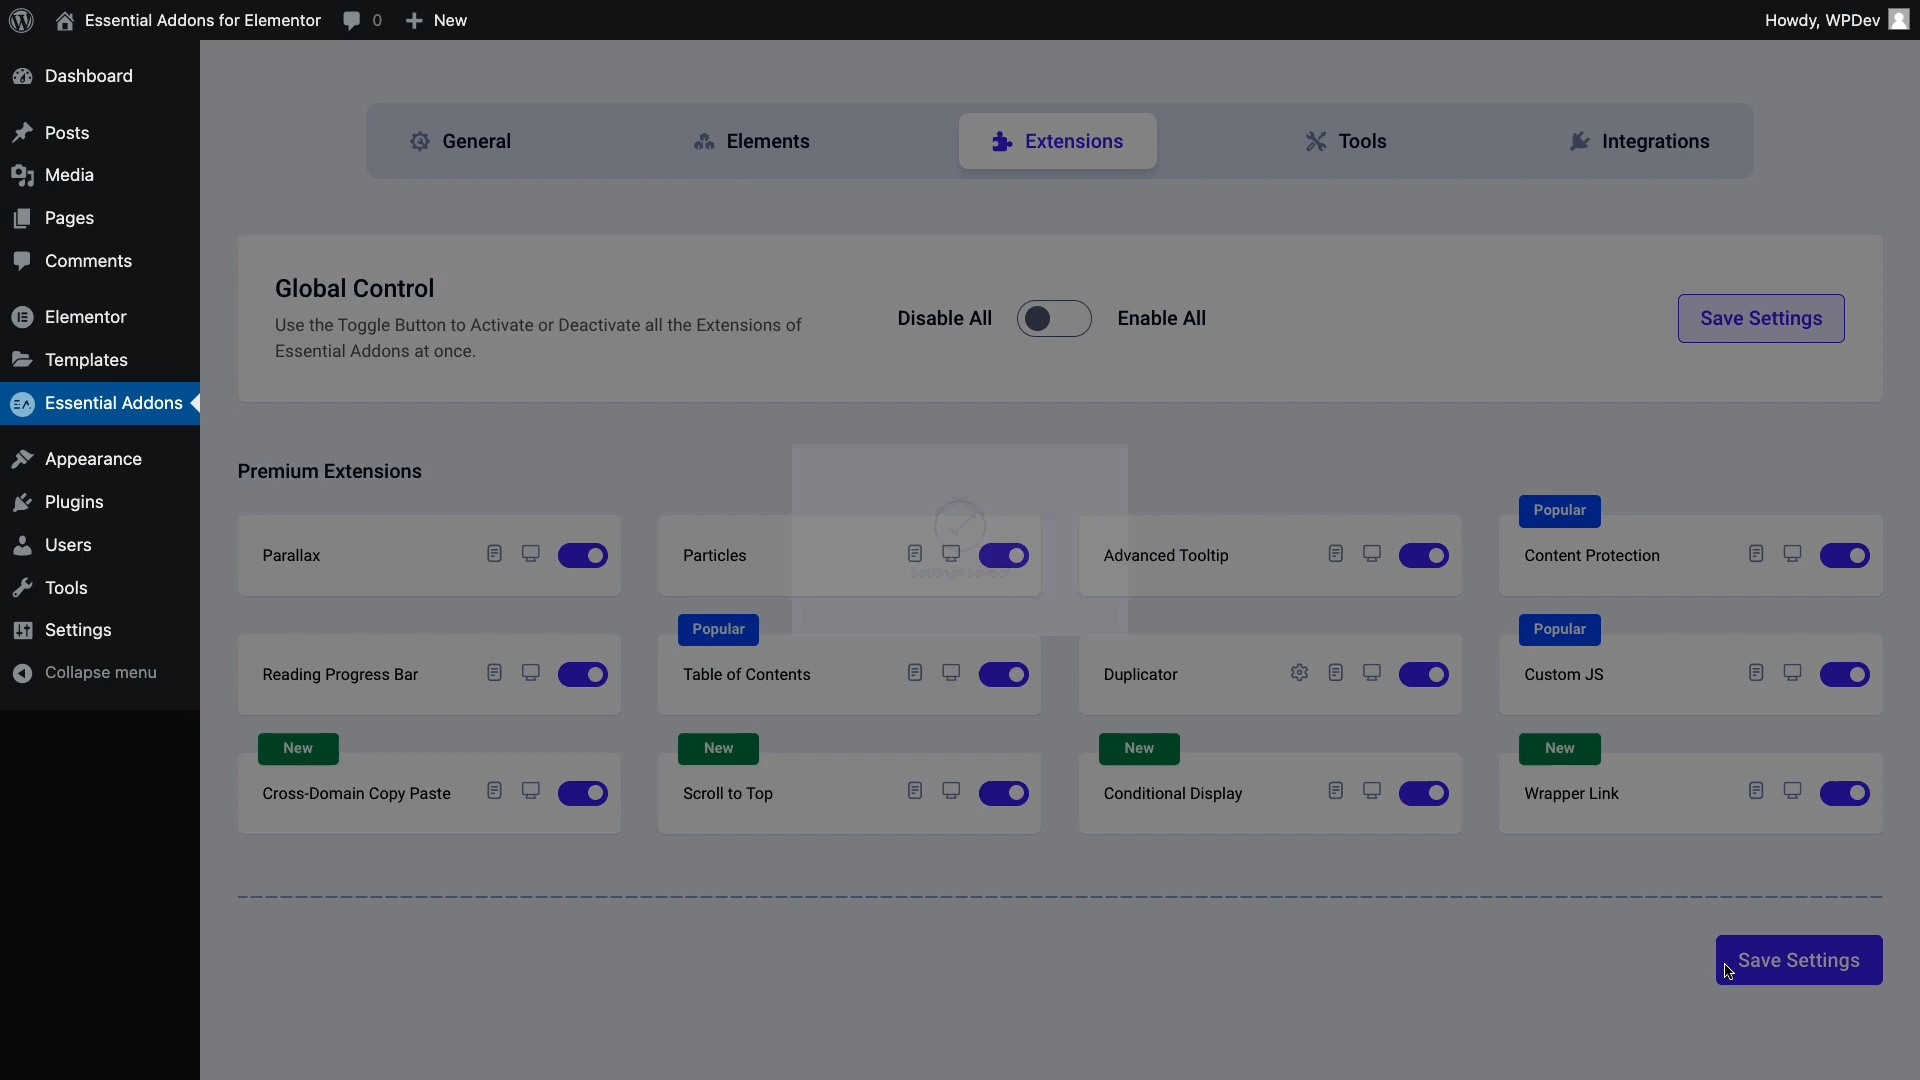 Essential Addons for Elementor
0
New
Howdy, WPDev
Dashboard
Posts
Media
Pages
Comments
Elementor
Templates
Essential Addons
Appearance
Plugins
Users
Tools
Settings
Collapse menu
General
Elements
Extensions
Tools
Integrations
Global Control
Use the Toggle Button to Activate or Deactivate all the Extensions of
Essential Addons at once.
Disable All
Enable All
Save Settings
Premium Extensions
Parallax
Particles
Advanced Tooltip
Popular
Content Protection
Reading Progress Bar
Popular
Table of Contents
Duplicator
Popular
Custom JS
New
Cross-Domain Copy Paste
New
Scroll to Top
New
Conditional Display
New
Wrapper Link
Save Settings